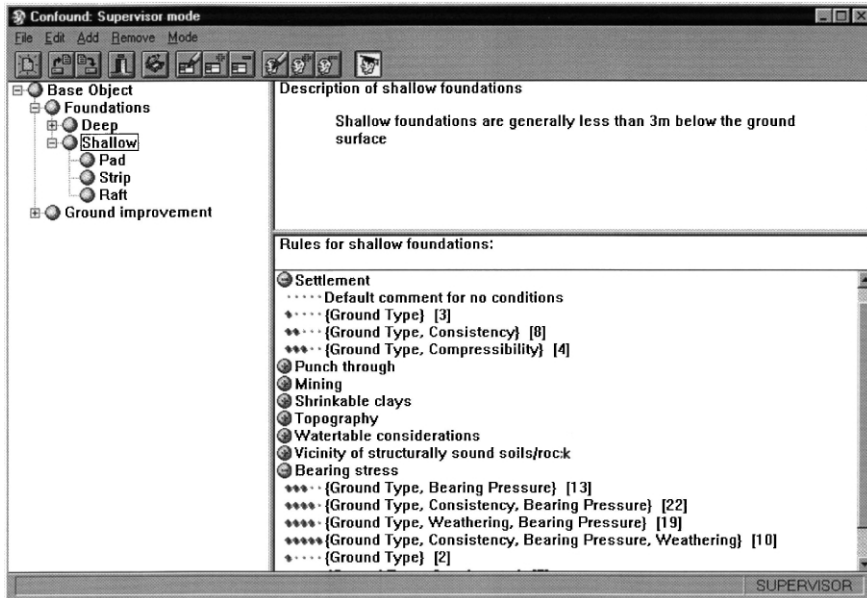 Confound: Supervisor mode
File Edit Add Remove Mode
Base Object
Foundations
Deep
Shallow
Pad
Strip
Raft
Ground improvement
Description of shallow foundations
Shallow foundations are generally less than 3m below the ground
surface
Rules for shallow foundations:
Settlement
Default comment for no conditions
{Ground Type} [3]
{Ground Type, Consistency} [8]
{Ground Type, Compressibility} [4]
Punch through
Mining
Shrinkable clays
Topography
Watertable considerations
Vicinity of structurally sound soils/roc:k
Bearing stress
{Ground Type, Bearing Pressure} [13]
{Ground Type, Consistency, Bearing Pressure} [22]
{Ground Type, Weathering, Bearing Pressure} [19]
{Ground Type, Consistency, Bearing Pressure, Weathering} [10]
{Ground Type} [2]
SUPERVISOR